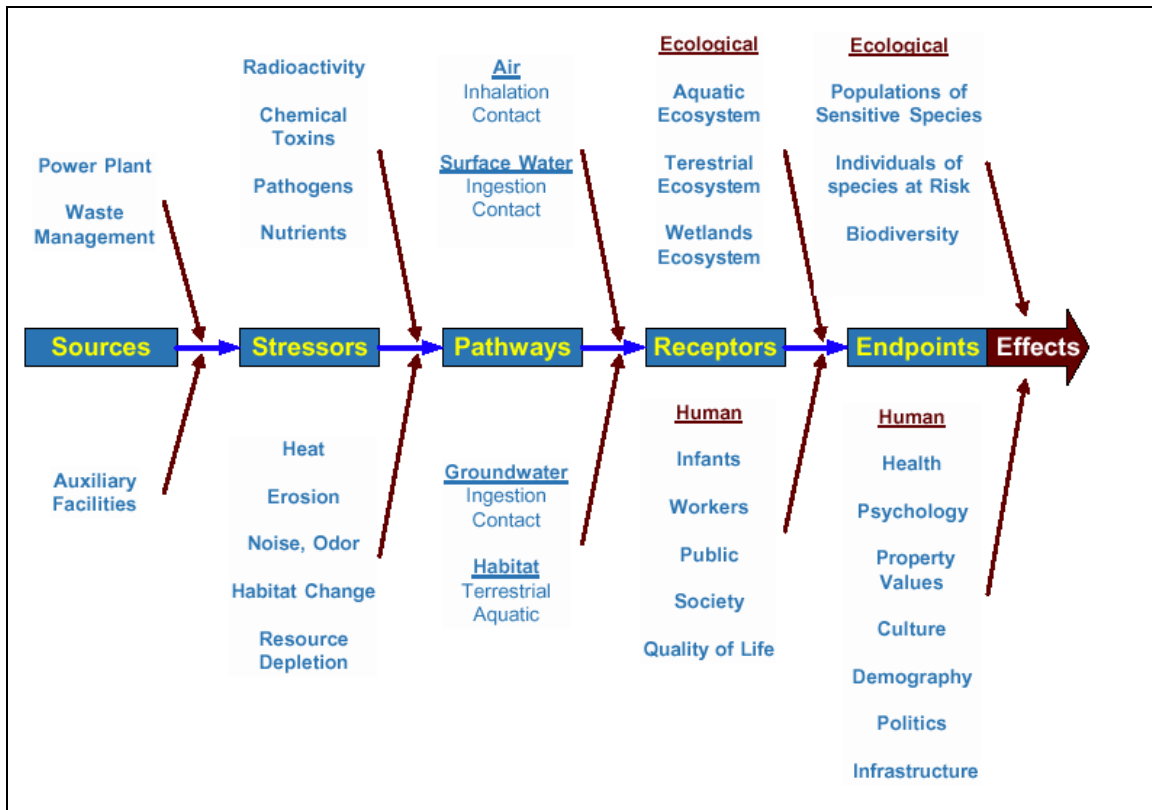 Power Plant
Waste
Management
Radioactivity
Chemical
Toxins
Pathogens
Nutrients
Air
Inhalation
Contact
Surface Water
Ingestion
Contact
Ecological
Aquatic
Ecosystem
Terestrial
Ecosystem
Wetlands
Ecosystem
Ecological
Populations of
Sensitive Species
Individuals of
species at Risk
Biodiversity
Sources
Stressors
Pathways
Receptors
Endpoints
Effects
Auxiliary
Facilities
Heat
Erosion
Noise, Odor
Habitat Change
Resource
Depletion
Groundwater
Ingestion
Contact
Habitat
Terrestrial
Aquatic
Human
Infants
Workers
Public
Society
Quality of Life
Human
Health
Psychology
Property
Values
Culture
Demography
Politics
Infrastructure